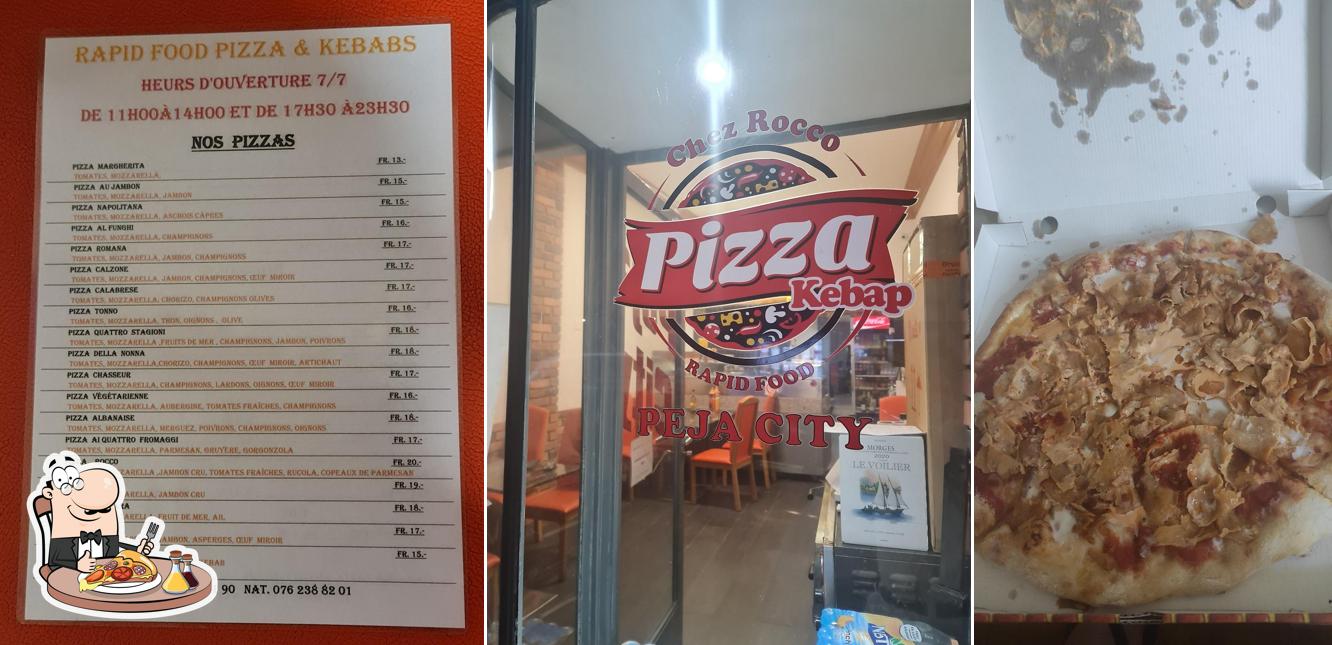 RAPID FOOD PIZZA & KEBABS
HEURS D'OUVERTURE 7/7
DE 11H00À14H00 ET DE 17H30 À23H30
NOS PIZZAS
PIZZA MARGHERITA FR. 13.-
TOMATES, MOZZARELLA,
PIZZA AU JAMBON FR. 15.-
TOMATES, MOZZARELLA, JAMBON
PIZZA NAPOLITANA FR. 15.-
TOMATES, MOZZARELLA, ANCHOIS CÂPRES
PIZZA AL FUNGHI FR. 16.-
TOMATES, MOZZARELLA, CHAMPIGNONS
PIZZA ROMANA FR. 17.-
TOMATES, MOZZARELLA, JAMBON, CHAMPIGNONS
PIZZA CALZONE FR. 17.-
TOMATES, MOZZARELLA, JAMBON, CHAMPIGNONS, ŒUF MIROIR
PIZZA CALABRESE FR. 17.-
TOMATES, MOZZARELLA, CHORIZO, CHAMPIGNONS OLIVES
PIZZA TONNO FR. 16.-
TOMATES, MOZZARELLA, THON, OIGNONS , OLIVE
PIZZA QUATTRO STAGIONI FR. 18.-
TOMATES, MOZZARELLA ,FRUITS DE MER , CHAMPIGNONS, JAMBON, POIVRONS
PIZZA DELLA NONNA FR. 18.-
TOMATES, MOZZARELLA,CHORIZO, CHAMPIGNONS, ŒUF MIROIR, ARTICHAUT
PIZZA CHASSEUR FR. 17.-
TOMATES, MOZZARELLA, CHAMPIGNONS, LARDONS, OIGNONS, ŒUF MIROIR
PIZZA VÈGÈTARIENNE FR. 16.-
TOMATES, MOZZARELLA, AUBERGINE, TOMATES FRAÎCHES, CHAMPIGNONS
PIZZA ALBANAISE FR. 18.-
TOMATES, MOZZARELLA, MERGUEZ, POIVRONS, CHAMPIGNONS, OIGNONS
PIZZA AI QUATTRO FROMAGGI FR. 17.-
TOMATES, MOZZARELLA, PARMESAN, GRUYÈRE, GORGONZOLA
ROCCO FR. 20.-
ARELLA ,JAMBON CRU, TOMATES FRAÎCHES, RUCOLA, COPEAUX DE PARMESAN
FR. 19.-
ARELLA, JAMBON CRU
RA FR. 18.-
ARELLA, FRUIT DE MER, AIL
FR. 17.-
JAMBON, ASPERGES, ŒUF MIROIR
FR. 15.-
EBAB
90 NAT. 076 238 82 01
Chez Rocco
Pizza
Kebap
RAPID FOOD
PEJA CITY
MORGES
2020
LE VOILIER